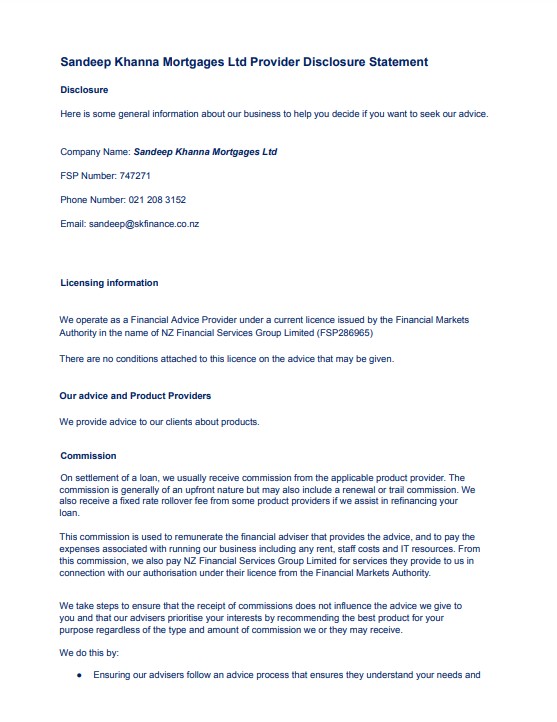 Sandeep Khanna Mortgages Ltd Provider Disclosure Statement
Disclosure
Here is some general information about our business to help you decide if you want to seek our advice.
Company Name: Sandeep Khanna Mortgages Ltd
FSP Number: 747271
Phone Number: 021 208 3152
Email: sandeep@skfinance.co.nz
Licensing information
We operate as a Financial Advice Provider under a current licence issued by the Financial Markets
Authority in the name of NZ Financial Services Group Limited (FSP286965)
There are no conditions attached to this licence on the advice that may be given.
Our advice and Product Providers
We provide advice to our clients about products.
Commission
On settlement of a loan, we usually receive commission from the applicable product provider. The
commission is generally of an upfront nature but may also include a renewal or trail commission. We
also receive a fixed rate rollover fee from some product providers if we assist in refinancing your
loan.
This commission is used to remunerate the financial adviser that provides the advice, and to pay the
expenses associated with running our business including any rent, staff costs and IT resources. From
this commission, we also pay NZ Financial Services Group Limited for services they provide to us in
connection with our authorisation under their licence from the Financial Markets Authority.
We take steps to ensure that the receipt of commissions does not influence the advice we give to
you and that our advisers prioritise your interests by recommending the best product for your
purpose regardless of the type and amount of commission we or they may receive.
We do this by:
● Ensuring our advisers follow an advice process that ensures they understand your needs and